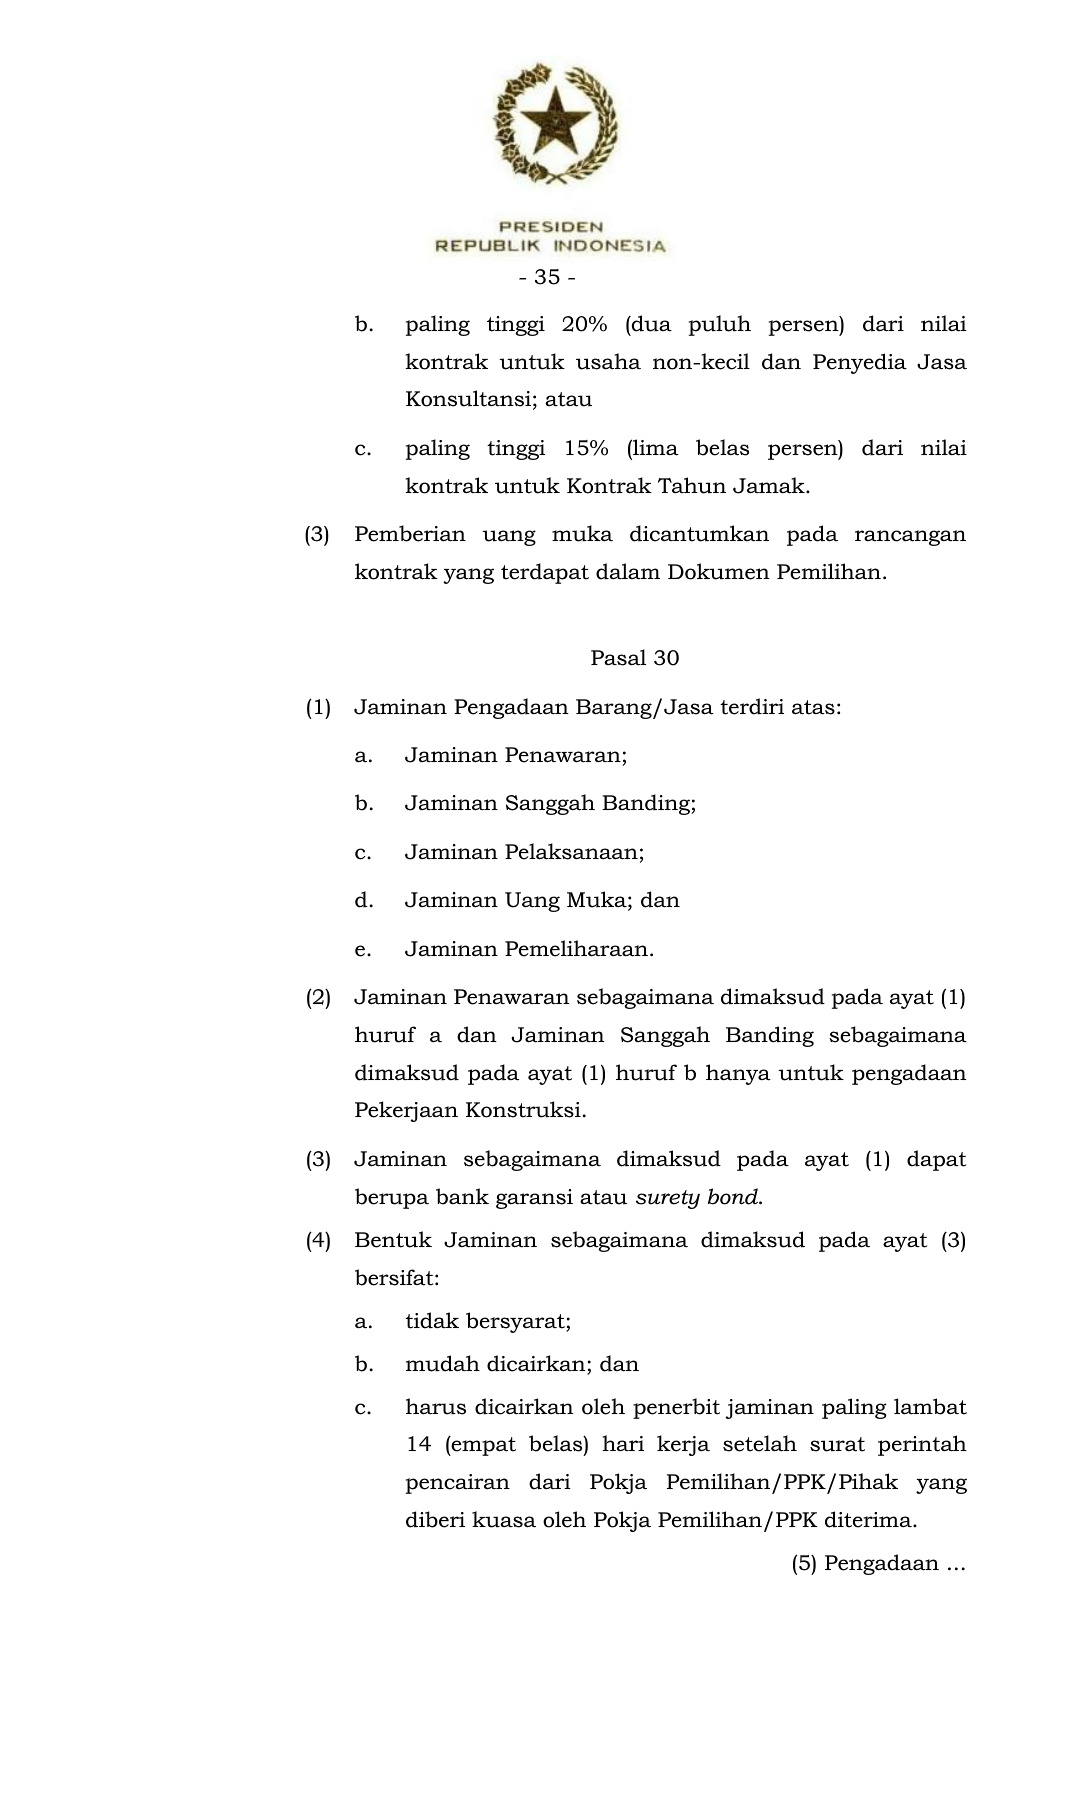 PRESIDEN
REPUBLIK INDONESIA
- 35 -
b. paling tinggi 20% (dua puluh persen) dari nilai
kontrak untuk usaha non-kecil dan Penyedia Jasa
Konsultansi; atau
c. paling tinggi 15% (lima belas persen) dari nilai
kontrak untuk Kontrak Tahun Jamak.
(3) Pemberian uang muka dicantumkan pada rancangan
kontrak yang terdapat dalam Dokumen Pemilihan.
Pasal 30
(1) Jaminan Pengadaan Barang/Jasa terdiri atas:
a. Jaminan Penawaran;
b. Jaminan Sanggah Banding;
c. Jaminan Pelaksanaan;
d. Jaminan Uang Muka; dan
e. Jaminan Pemeliharaan.
(2) Jaminan Penawaran sebagaimana dimaksud pada ayat (1)
huruf a dan Jaminan Sanggah Banding sebagaimana
dimaksud pada ayat (1) huruf b hanya untuk pengadaan
Pekerjaan Konstruksi.
(3) Jaminan sebagaimana dimaksud pada ayat (1) dapat
berupa bank garansi atau surety bond.
(4) Bentuk Jaminan sebagaimana dimaksud pada ayat (3)
bersifat:
a. tidak bersyarat;
b. mudah dicairkan; dan
c. harus dicairkan oleh penerbit jaminan paling lambat
14 (empat belas) hari kerja setelah surat perintah
pencairan dari Pokja Pemilihan/PPK/Pihak yang
diberi kuasa oleh Pokja Pemilihan/PPK diterima.
(5) Pengadaan ...